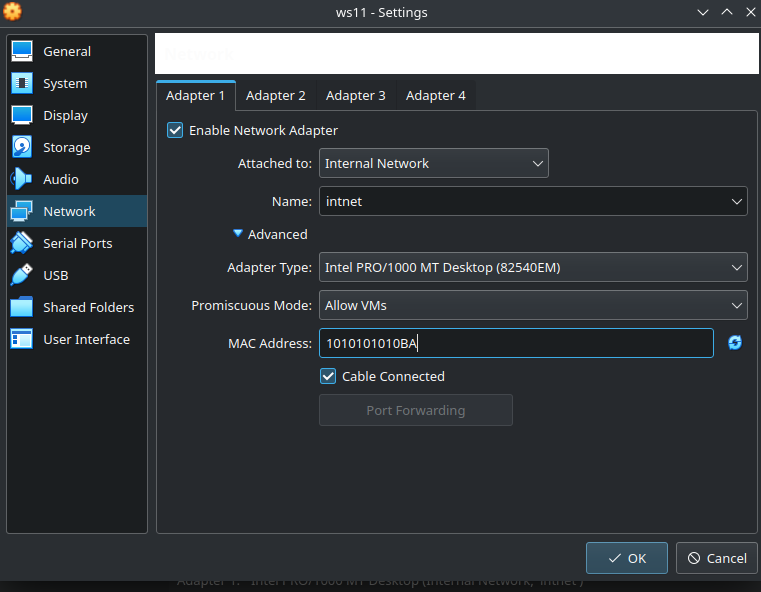 ws11 - Settings
General
System
Display
Storage
Audio
Network
Serial Ports
USB
Shared Folders
User Interface
Network
Adapter 1
Adapter 2
Adapter 3
Adapter 4
Enable Network Adapter
Attached to: Internal Network
Name: intnet
Advanced
Adapter Type: Intel PRO/1000 MT Desktop (82540EM)
Promiscuous Mode: Allow VMs
MAC Address: 1010101010BA
Cable Connected
Port Forwarding
OK
Cancel
Adapter 1: Intel PRO/1000 MT Desktop (Internal Network, 'intnet')